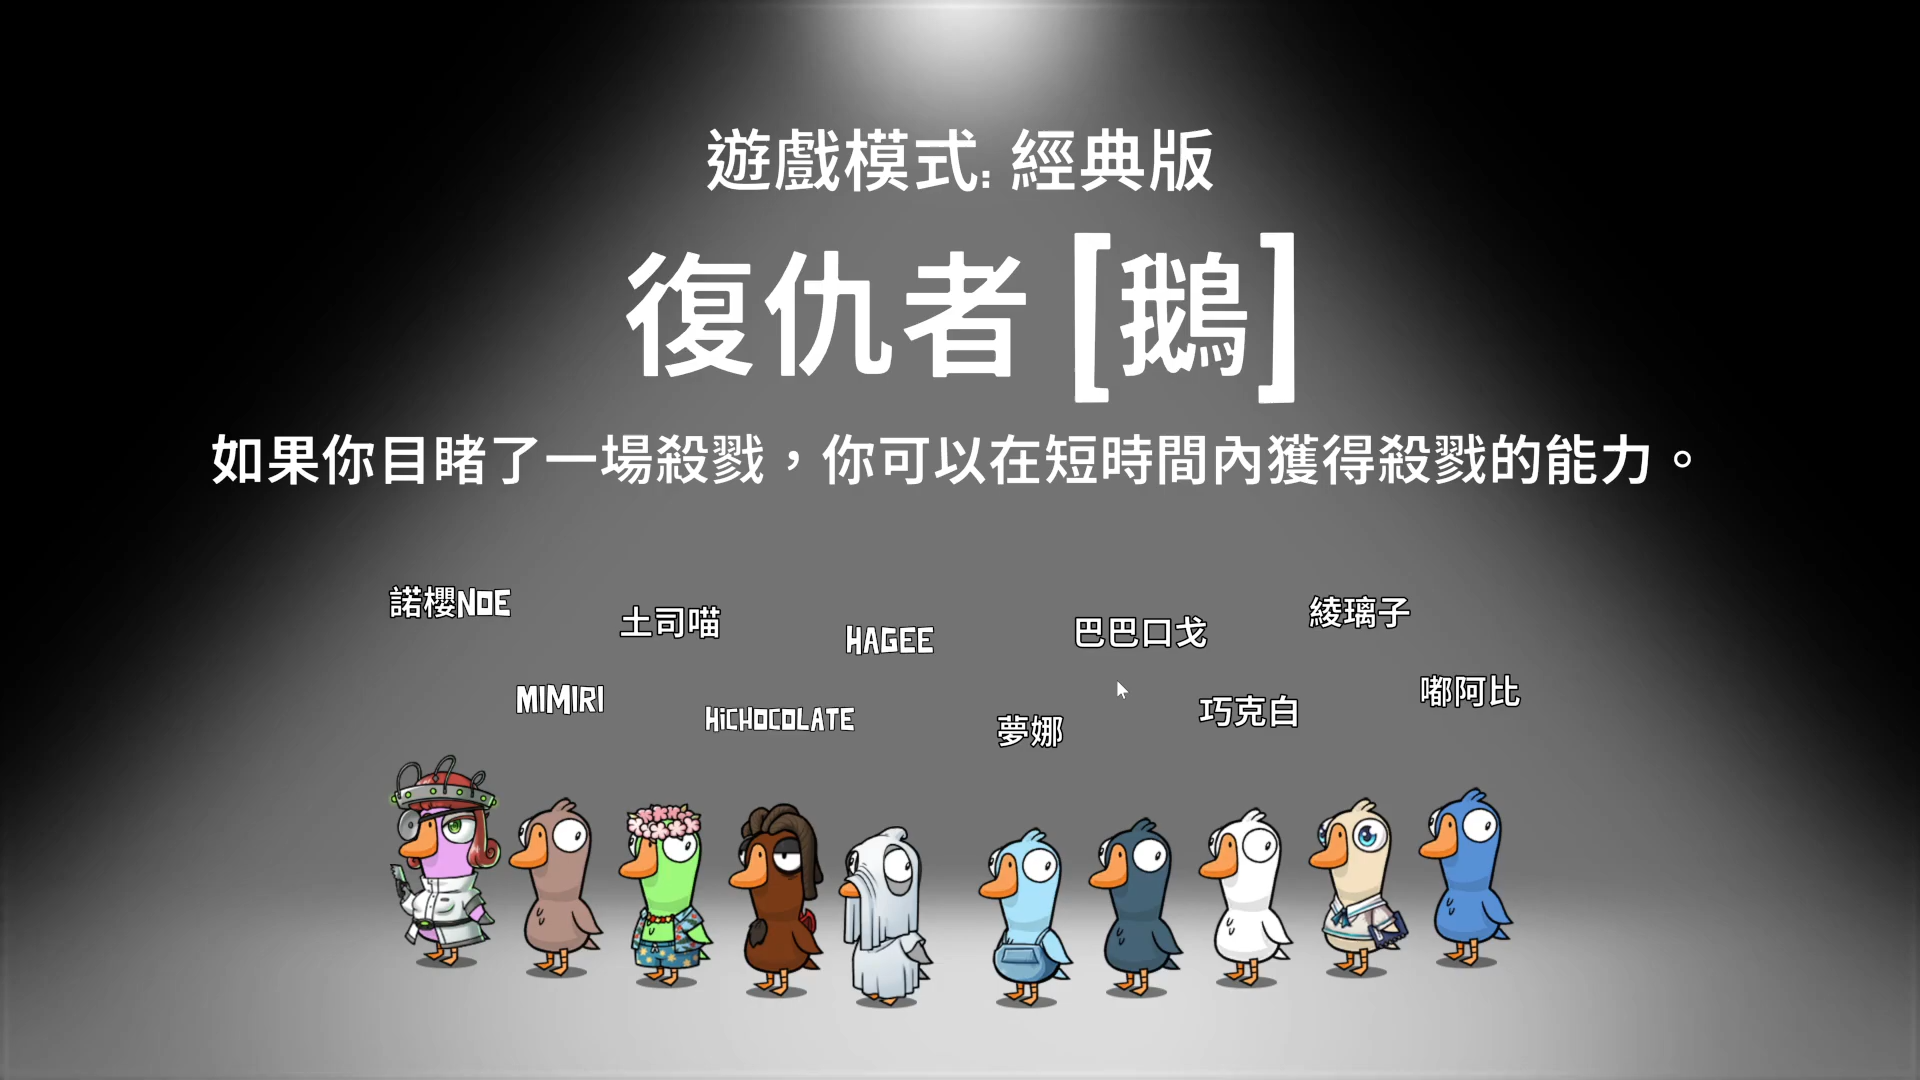 遊戲模式: 經典版
復仇者 [鵝]
如果你目睹了一場殺戮，你可以在短時間內獲得殺戮的能力。
諾櫻NOE
土司喵
HAGEE
巴巴口戈
綾璃子
MIMIRI
HiCHOCOLATE
夢娜
巧克白
嘟阿比